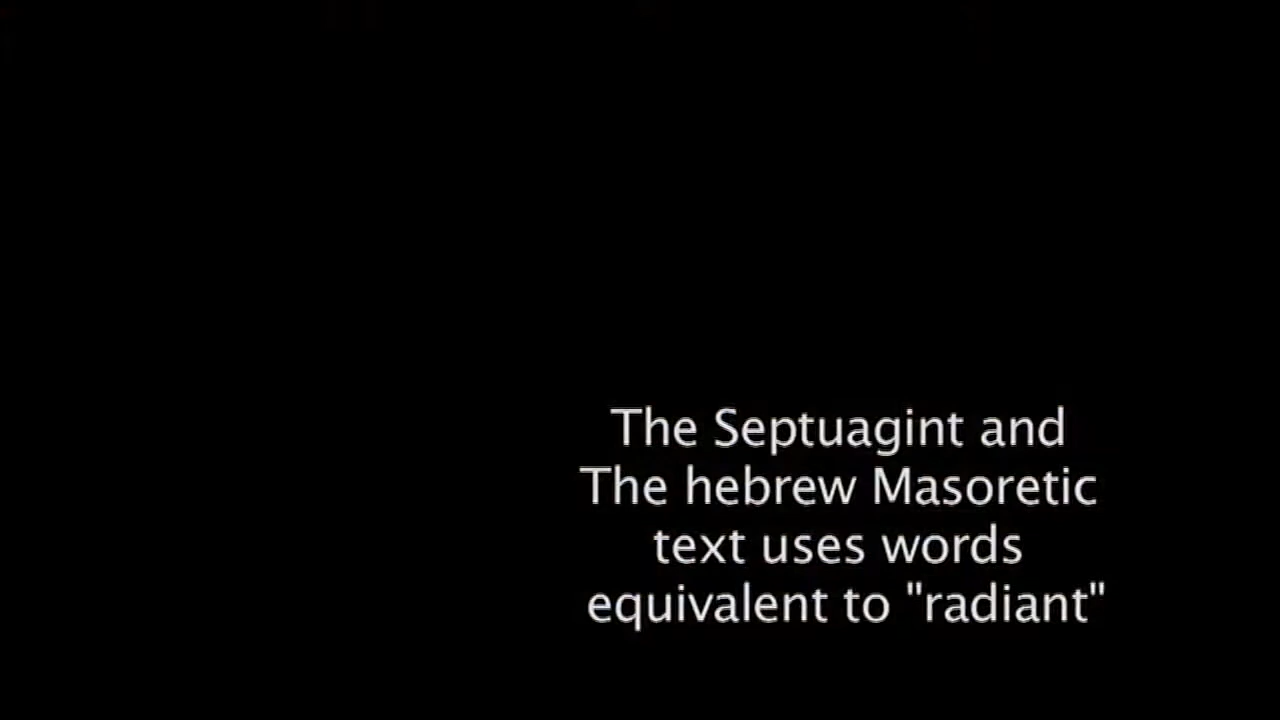 The Septuagint and
The hebrew Masoretic
text uses words
equivalent to "radiant"